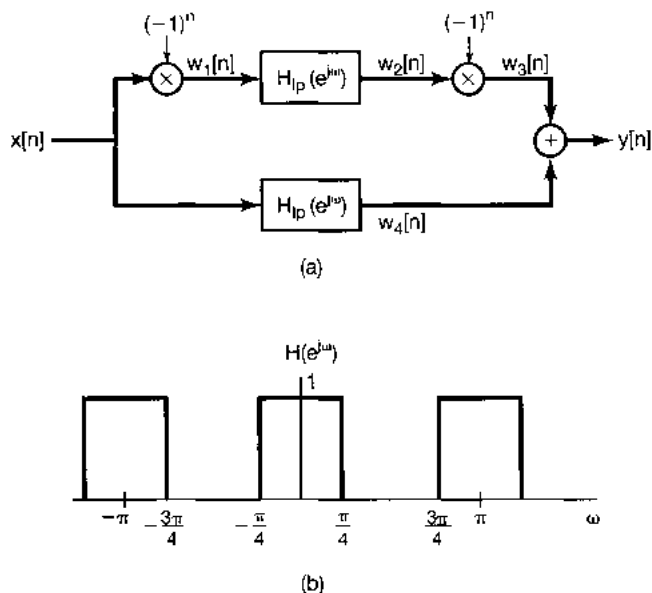 (-1)ⁿ
(-1)ⁿ
w₁[n]
H_lp(e^jω)
w₂[n]
w₃[n]
x[n]
y[n]
H_lp(e^jω)
w₄[n]
(a)
H(e^jω)
1
-π
-3π/4
-π/4
π/4
3π/4
π
ω
(b)